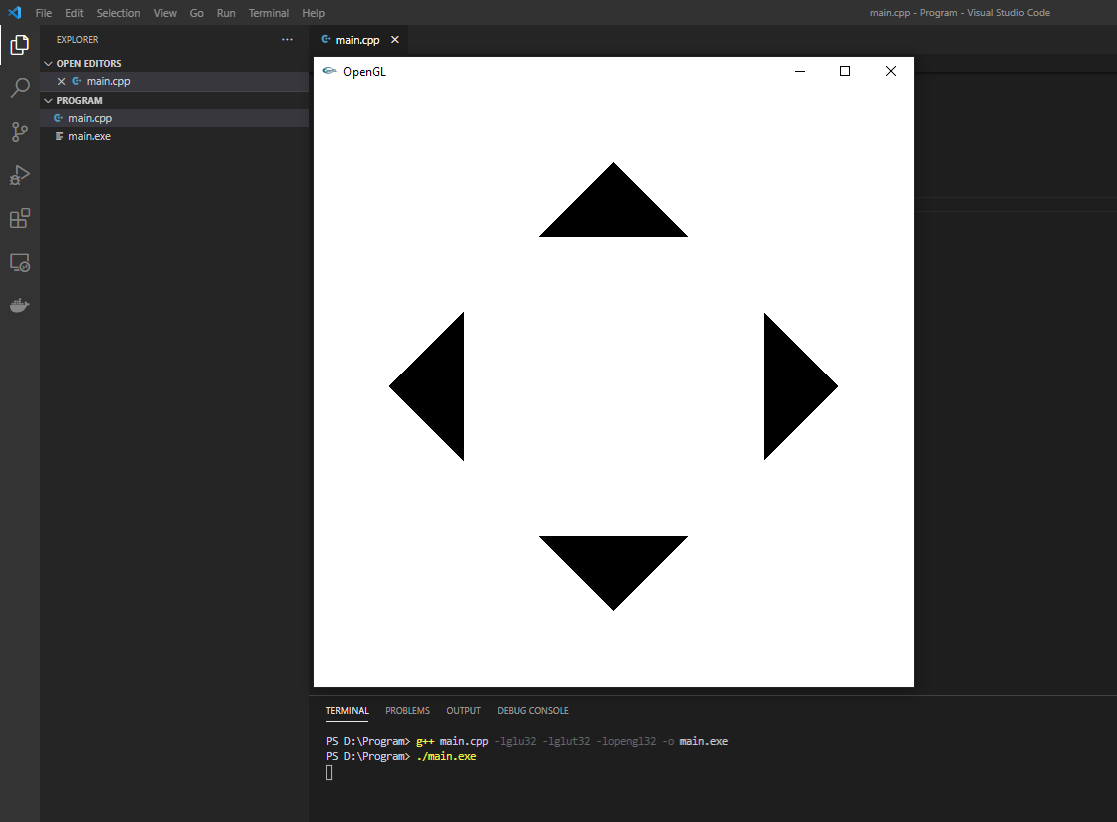 File Edit Selection View Go Run Terminal Help main.cpp - Program - Visual Studio Code
EXPLORER ···
main.cpp
OPEN EDITORS
main.cpp
PROGRAM
main.cpp
main.exe
OpenGL
TERMINAL PROBLEMS OUTPUT DEBUG CONSOLE
PS D:\Program> g++ main.cpp -lglu32 -lglut32 -lopengl32 -o main.exe
PS D:\Program> ./main.exe